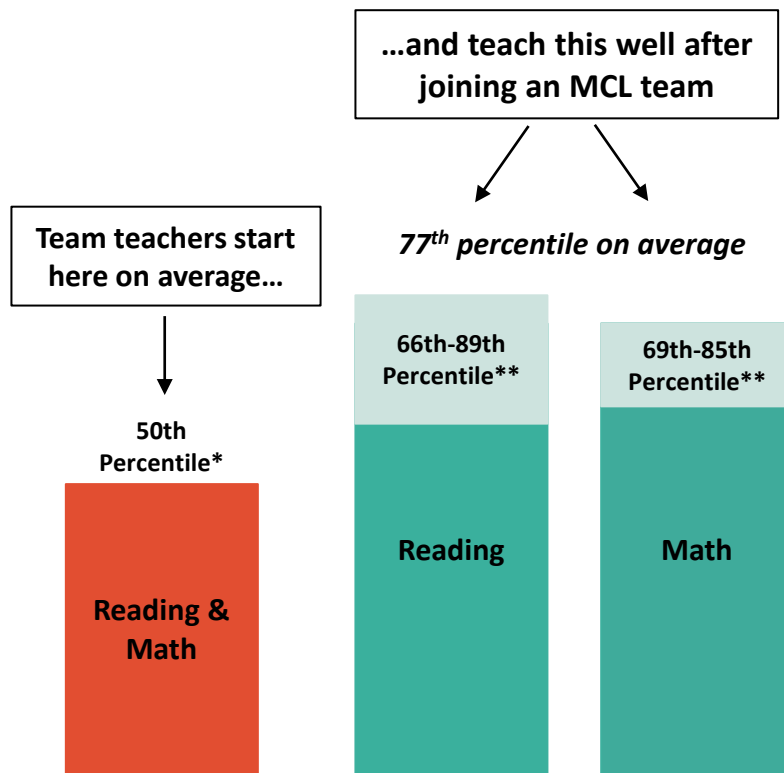 …and teach this well after
joining an MCL team
Team teachers start
here on average…
77th percentile on average
66th-89th
Percentile**
69th-85th
Percentile**
50th
Percentile*
Reading
Math
Reading &
Math